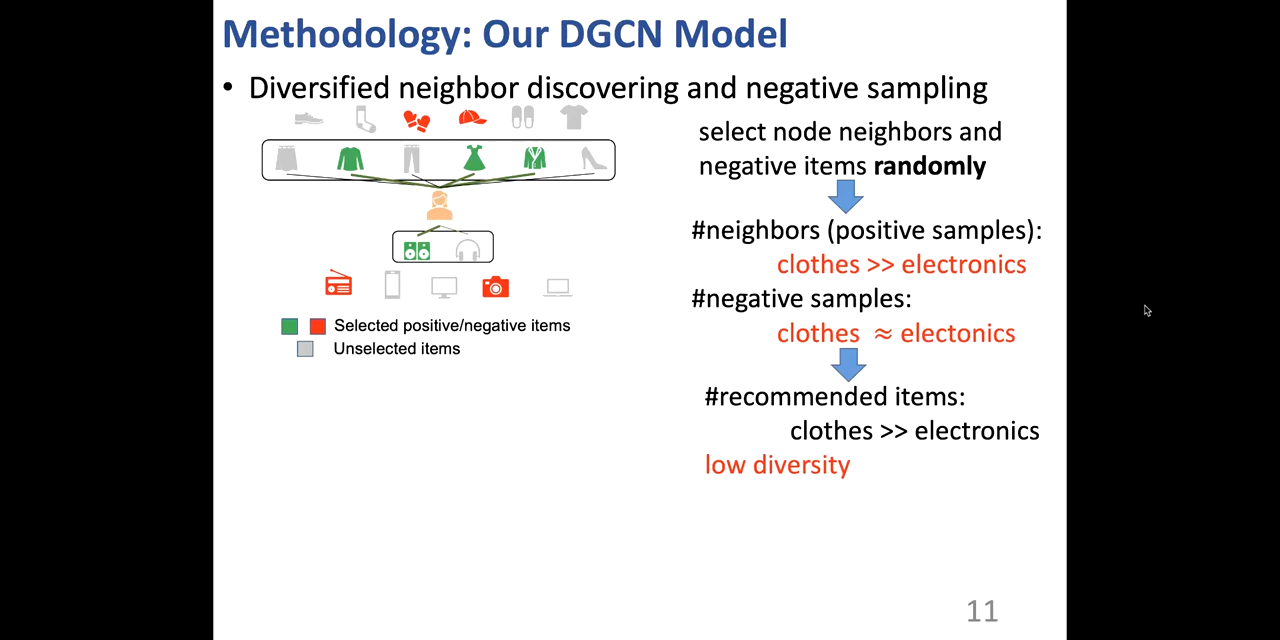 Methodology: Our DGCN Model
• Diversified neighbor discovering and negative sampling
select node neighbors and
negative items randomly
#neighbors (positive samples):
clothes >> electronics
#negative samples:
clothes ≈ electonics
#recommended items:
clothes >> electronics
low diversity
Selected positive/negative items
Unselected items
11